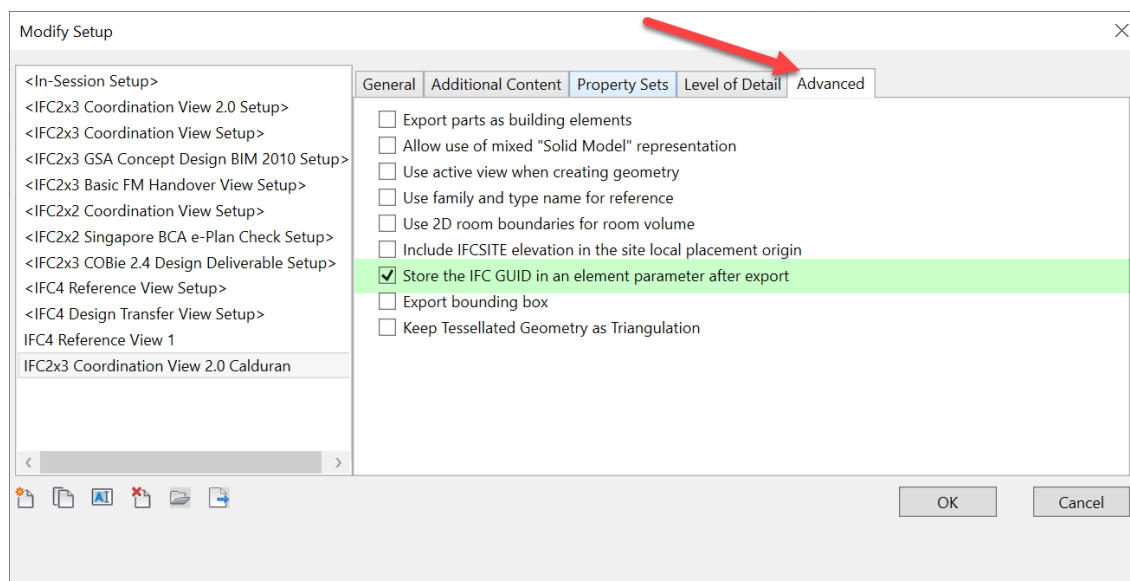 Modify Setup
<In-Session Setup>
<IFC2x3 Coordination View 2.0 Setup>
<IFC2x3 Coordination View Setup>
<IFC2x3 GSA Concept Design BIM 2010 Setup>
<IFC2x3 Basic FM Handover View Setup>
<IFC2x2 Coordination View Setup>
<IFC2x2 Singapore BCA e-Plan Check Setup>
<IFC2x3 COBie 2.4 Design Deliverable Setup>
<IFC4 Reference View Setup>
<IFC4 Design Transfer View Setup>
IFC4 Reference View 1
IFC2x3 Coordination View 2.0 Calduran
General Additional Content Property Sets Level of Detail Advanced
Export parts as building elements
Allow use of mixed "Solid Model" representation
Use active view when creating geometry
Use family and type name for reference
Use 2D room boundaries for room volume
Include IFCSITE elevation in the site local placement origin
Store the IFC GUID in an element parameter after export
Export bounding box
Keep Tessellated Geometry as Triangulation
AI
OK Cancel